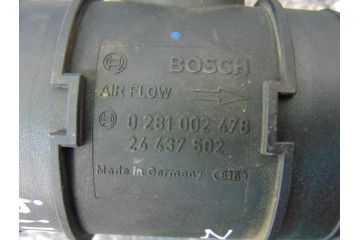 BOSCH
AIR FLOW
0 281 002 478
24 437 502
Made in Germany